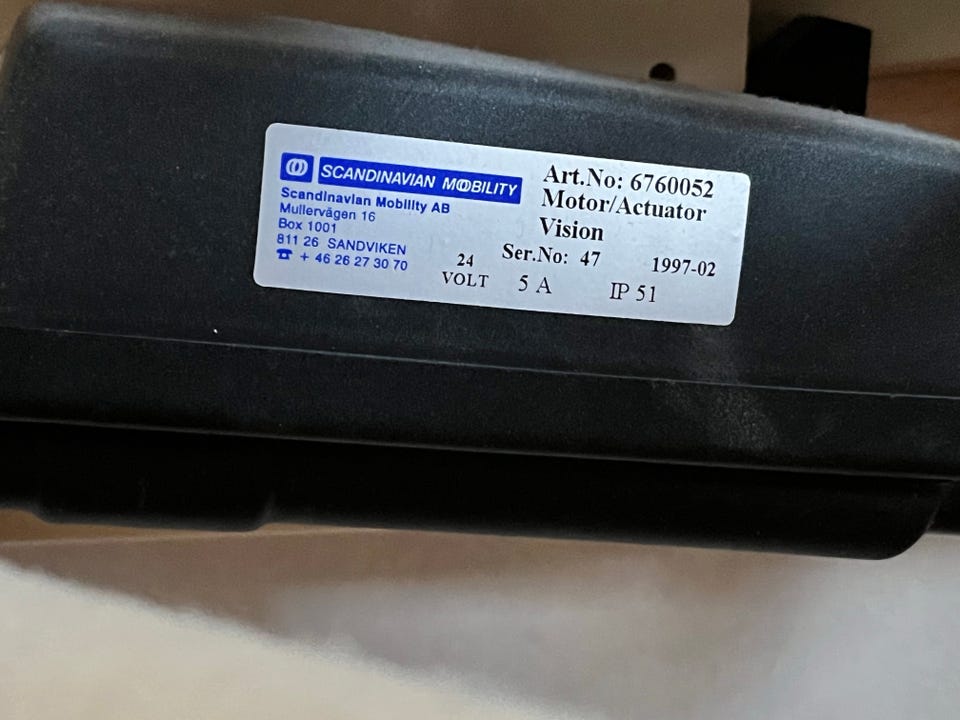 SCANDINAVIAN MOBILITY
Scandinavian Mobility AB
Mullervägen 16
Box 1001
811 26 SANDVIKEN
☎ + 46 26 27 30 70
Art.No: 6760052
Motor/Actuator
Vision
Ser.No: 47 1997-02
24 VOLT 5 A IP 51